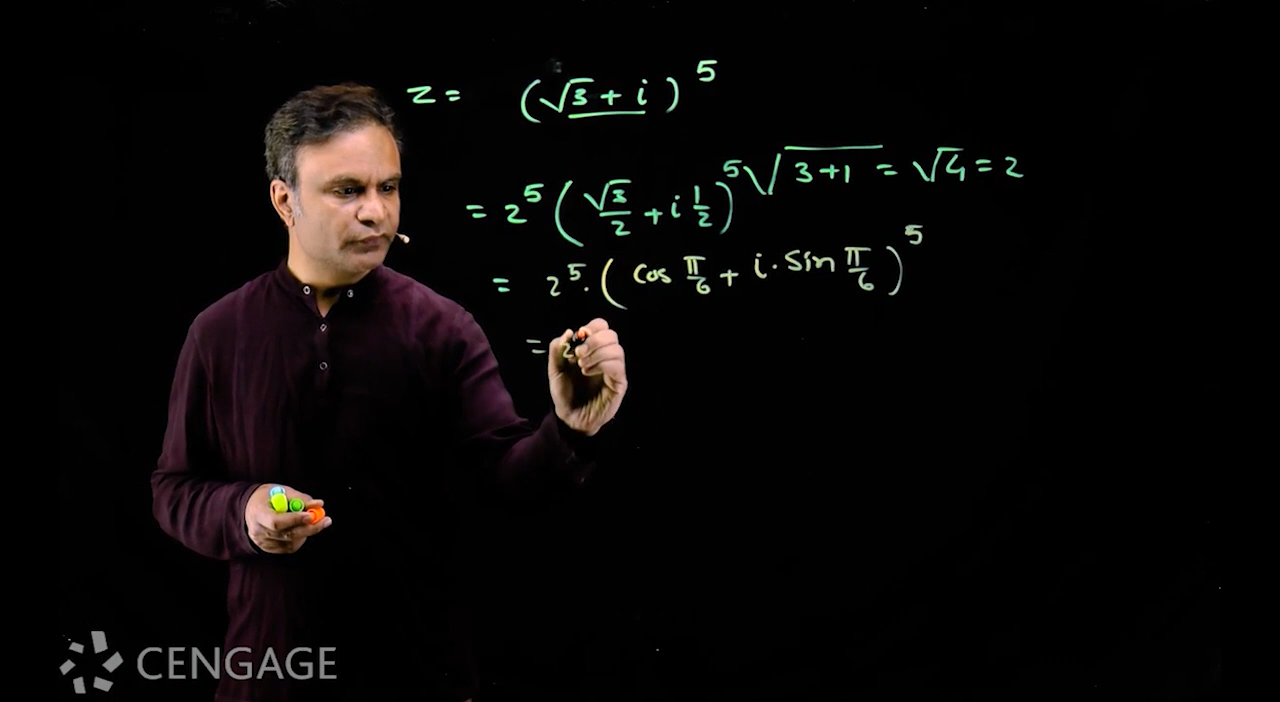 z = (√3 + i)^5
= 2^5 (√3/2 + i 1/2)^5 √(3+1) = √4 = 2
= 2^5 · (cos π/6 + i · sin π/6)^5
= 2
CENGAGE